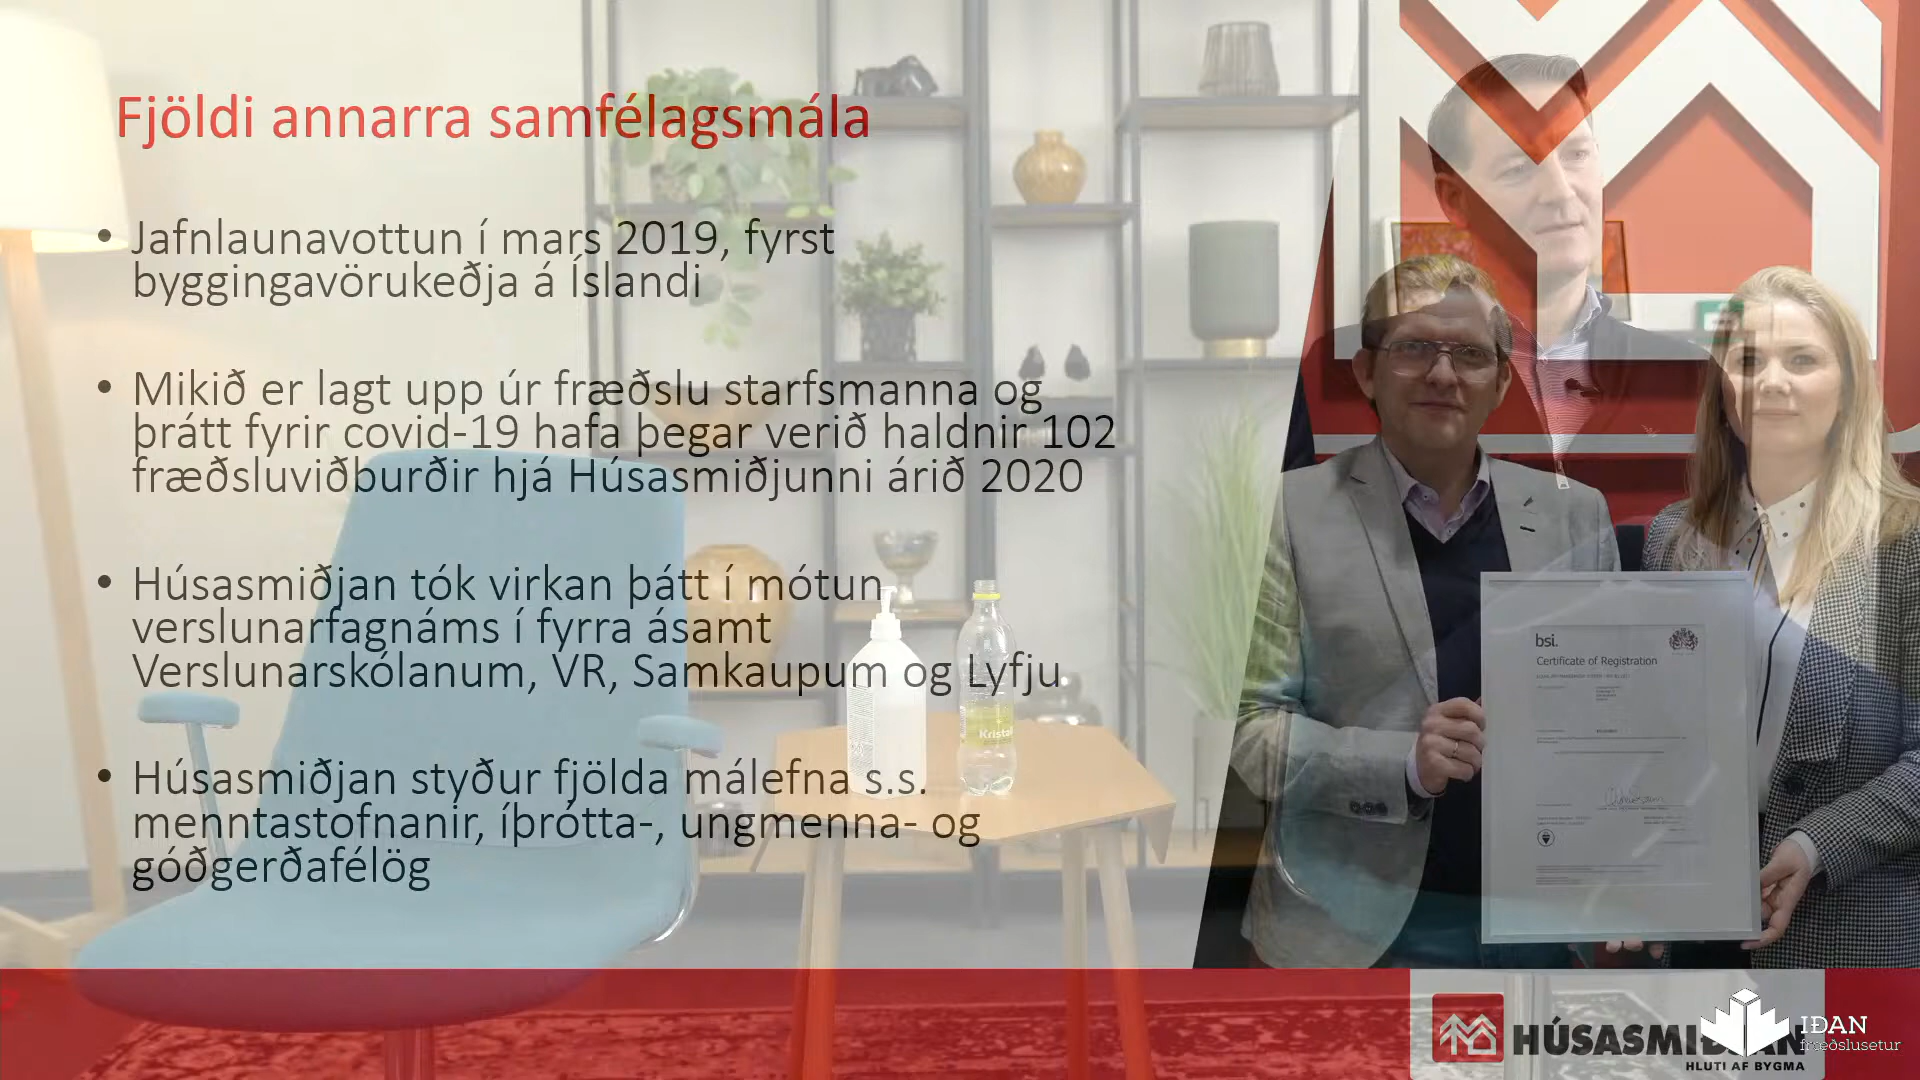 Fjöldi annarra samfélagsmála
• Jafnlaunavottun í mars 2019, fyrst
byggingavörukeðja á Íslandi
• Mikið er lagt upp úr fræðslu starfsmanna og
þrátt fyrir covid-19 hafa þegar verið haldnir 102
fræðsluviðburðir hjá Húsasmiðjunni árið 2020
• Húsasmiðjan tók virkan þátt í mótun
verslunarfagnáms í fyrra ásamt
Verslunarskólanum, VR, Samkaupum og Lyfju
• Húsasmiðjan styður fjölda málefna s.s.
menntastofnanir, íþrótta-, ungmenna- og
góðgerðafélög
Kristal
bsi.
Certificate of Registration
HÚSASMIÐJAN
HLUTI AF BYGMA
IÐAN
fræðslusetur